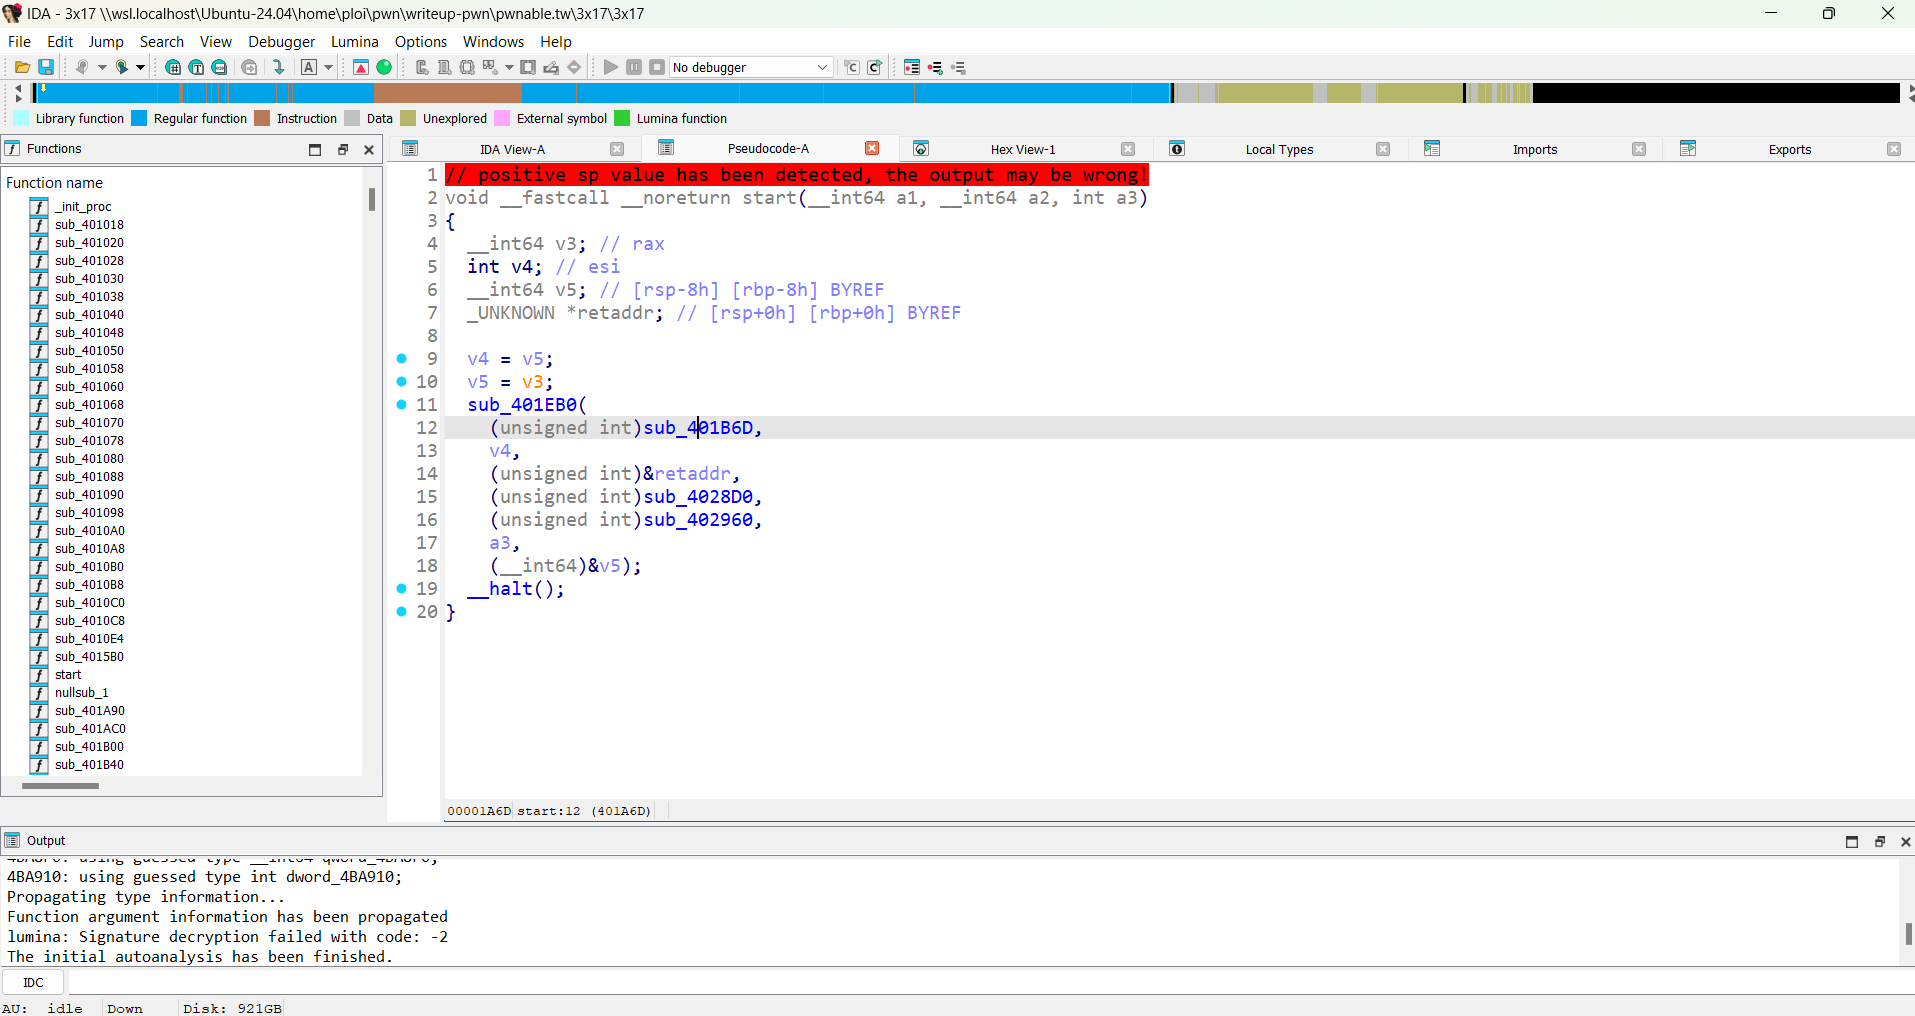 IDA - 3x17 \\wsl.localhost\Ubuntu-24.04\home\ploi\pwn\writeup-pwn\pwnable.tw\3x17\3x17
File Edit Jump Search View Debugger Lumina Options Windows Help
No debugger
Library function Regular function Instruction Data Unexplored External symbol Lumina function
Functions
IDA View-A Pseudocode-A Hex View-1 Local Types Imports Exports
Function name
_init_proc
sub_401018
sub_401020
sub_401028
sub_401030
sub_401038
sub_401040
sub_401048
sub_401050
sub_401058
sub_401060
sub_401068
sub_401070
sub_401078
sub_401080
sub_401088
sub_401090
sub_401098
sub_4010A0
sub_4010A8
sub_4010B0
sub_4010B8
sub_4010C0
sub_4010C8
sub_4010E4
sub_4015B0
start
nullsub_1
sub_401A90
sub_401AC0
sub_401B00
sub_401B40
1 // positive sp value has been detected, the output may be wrong!
2 void __fastcall __noreturn start(__int64 a1, __int64 a2, int a3)
3 {
4 __int64 v3; // rax
5 int v4; // esi
6 __int64 v5; // [rsp-8h] [rbp-8h] BYREF
7 _UNKNOWN *retaddr; // [rsp+0h] [rbp+0h] BYREF
8
9 v4 = v5;
10 v5 = v3;
11 sub_401EB0(
12 (unsigned int)sub_401B6D,
13 v4,
14 (unsigned int)&retaddr,
15 (unsigned int)sub_4028D0,
16 (unsigned int)sub_402960,
17 a3,
18 (__int64)&v5);
19 __halt();
20 }
00001A6D start:12 (401A6D)
Output
4BA910: using guessed type int dword_4BA910;
Propagating type information...
Function argument information has been propagated
lumina: Signature decryption failed with code: -2
The initial autoanalysis has been finished.
IDC
AU: idle Down Disk: 921GB